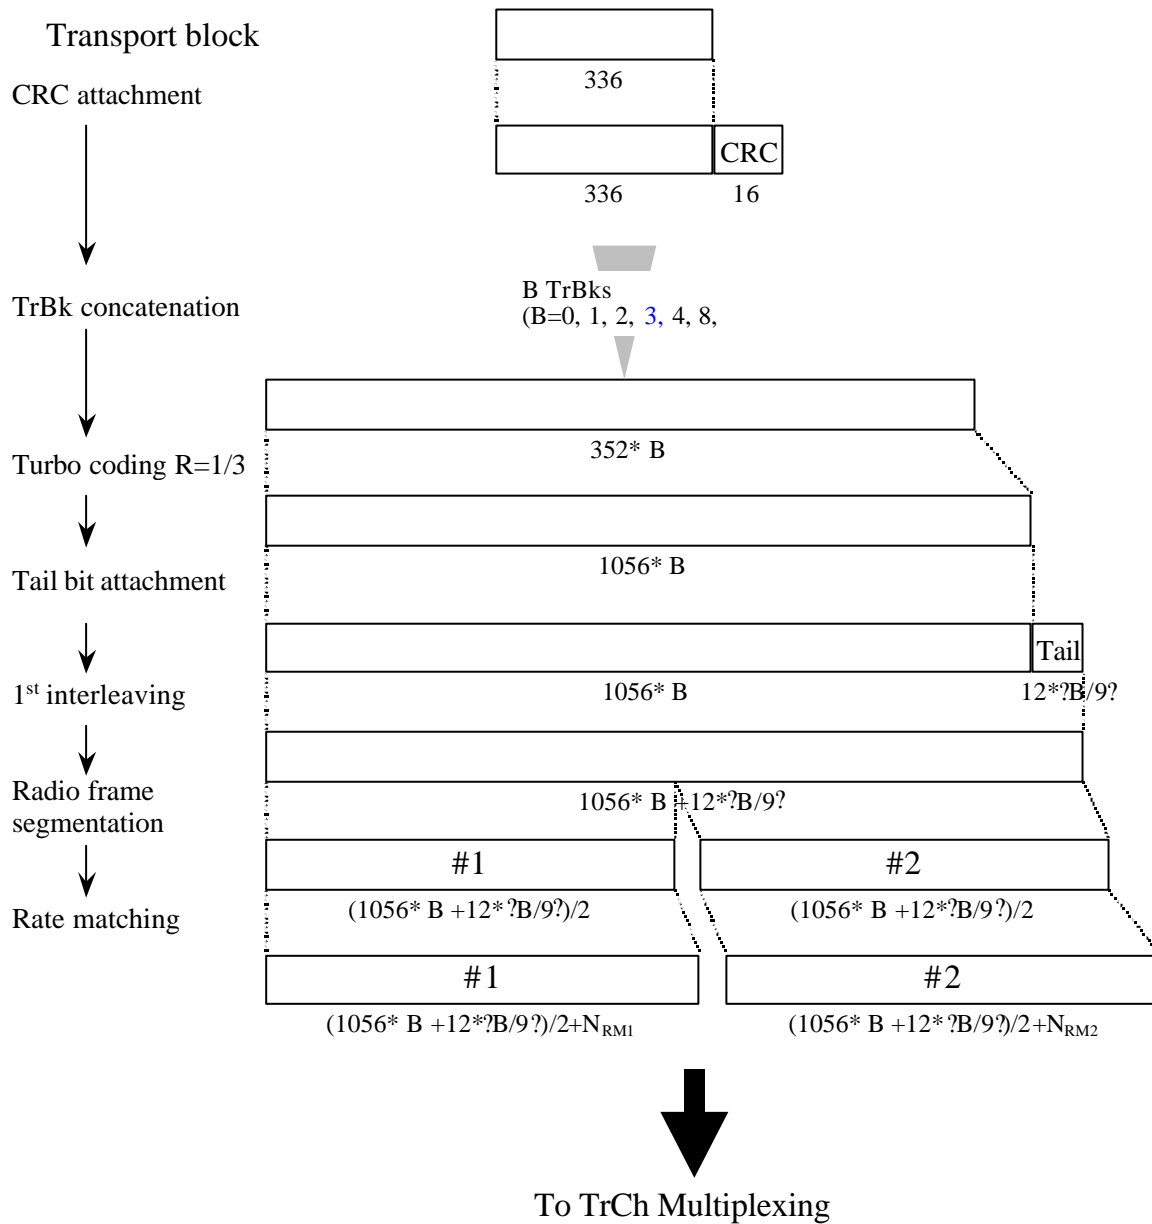 Transport block
336
CRC attachment
CRC
336 16
B TrBks
(B=0, 1, 2, 3, 4, 8,
TrBk concatenation
352* B
Turbo coding R=1/3
1056* B
Tail bit attachment
Tail
1056* B 12*?B/9?
1st interleaving
1056* B +12*?B/9?
Radio frame
segmentation
#1 #2
(1056* B +12*?B/9?)/2 (1056* B +12*?B/9?)/2
Rate matching
#1 #2
(1056* B +12*?B/9?)/2+NRM1 (1056* B +12*?B/9?)/2+NRM2
To TrCh Multiplexing